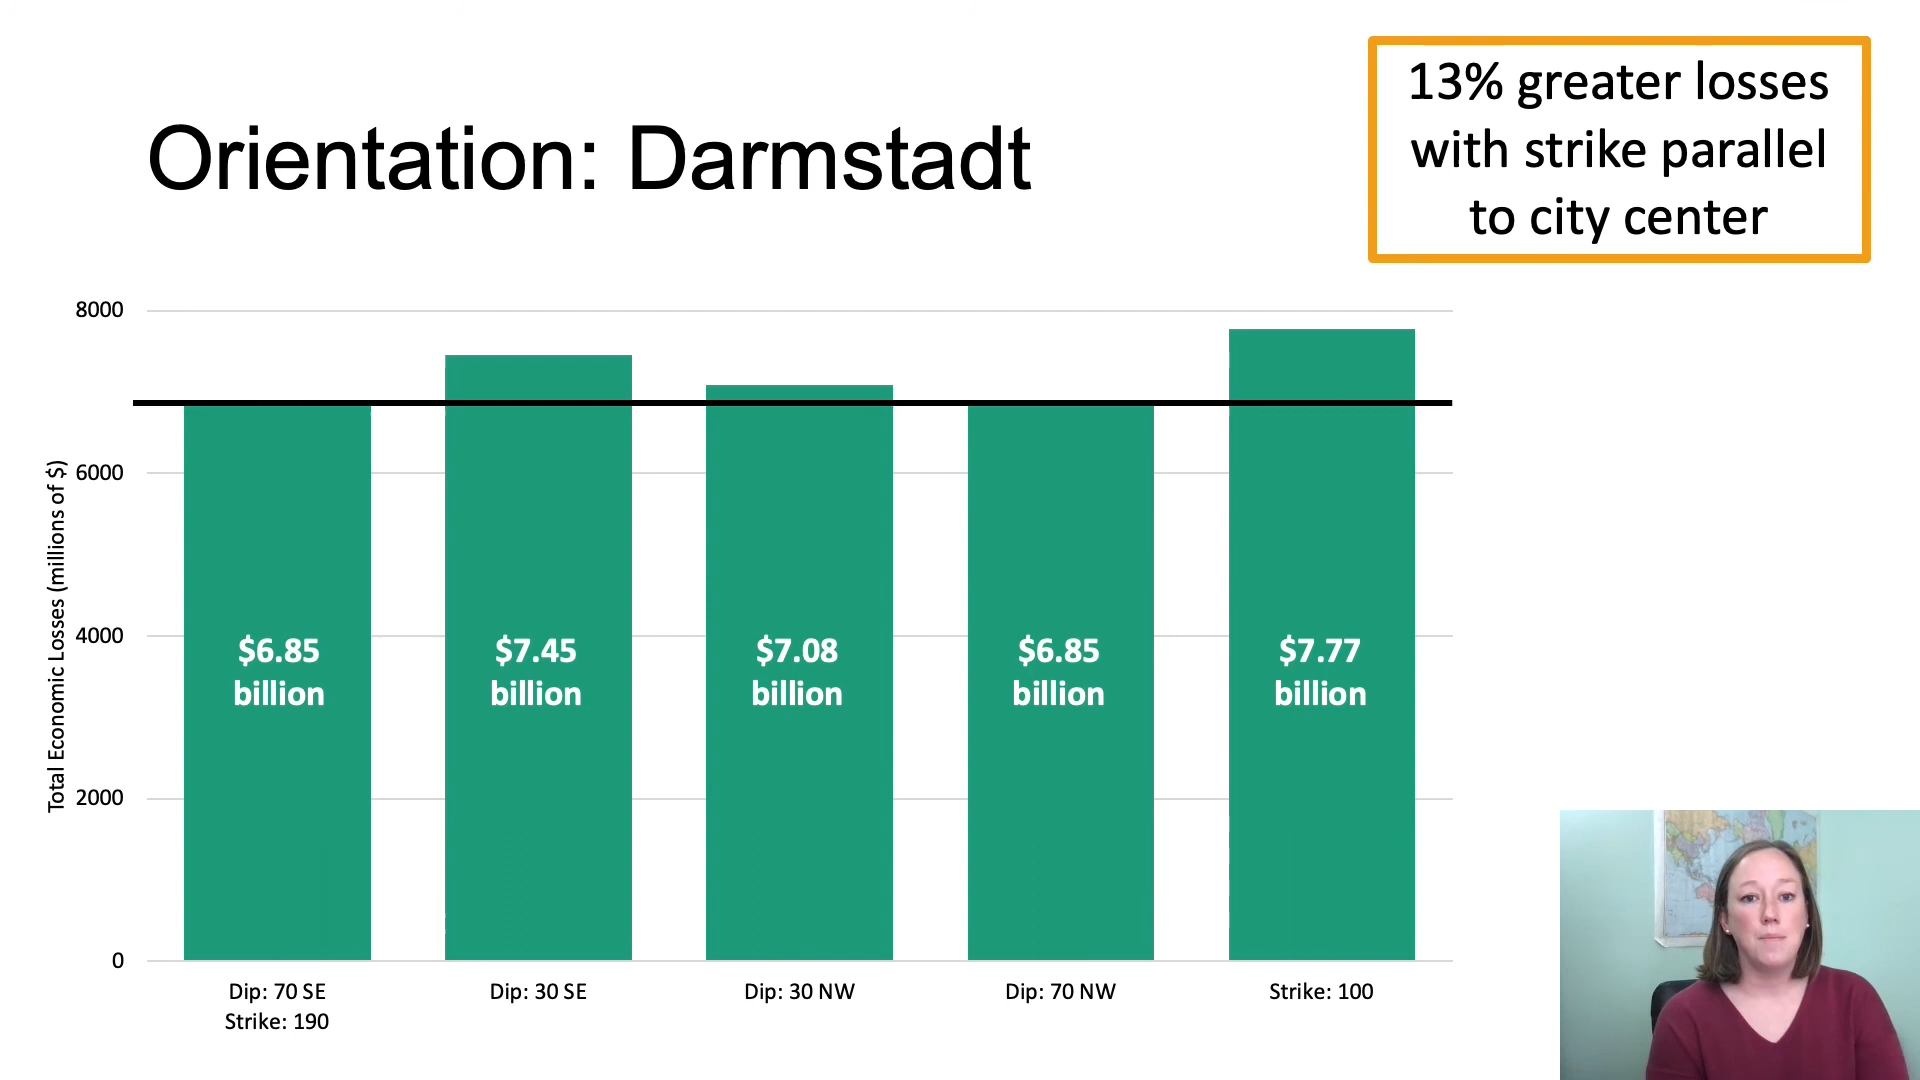 13% greater losses
with strike parallel
to city center
Orientation: Darmstadt
Total Economic Losses (millions of $)
8000
6000
4000
2000
0
$6.85
billion
$7.45
billion
$7.08
billion
$6.85
billion
$7.77
billion
Dip: 70 SE
Strike: 190
Dip: 30 SE
Dip: 30 NW
Dip: 70 NW
Strike: 100